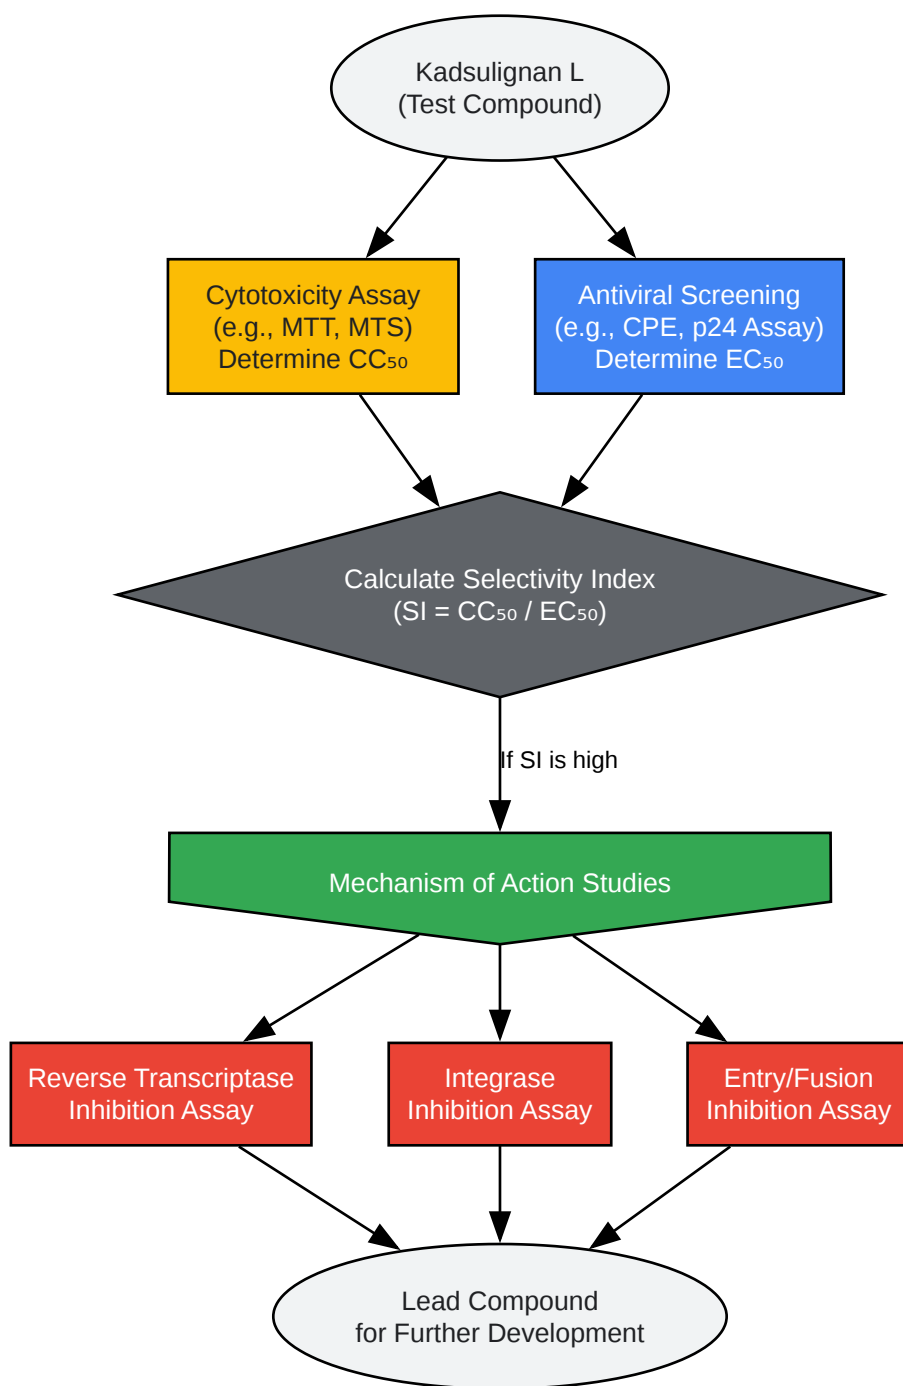 Kadsulignan L
(Test Compound)
Cytotoxicity Assay
(e.g., MTT, MTS)
Determine CC₅₀
Antiviral Screening
(e.g., CPE, p24 Assay)
Determine EC₅₀
Calculate Selectivity Index
(SI = CC₅₀ / EC₅₀)
If SI is high
Mechanism of Action Studies
Reverse Transcriptase
Inhibition Assay
Integrase
Inhibition Assay
Entry/Fusion
Inhibition Assay
Lead Compound
for Further Development